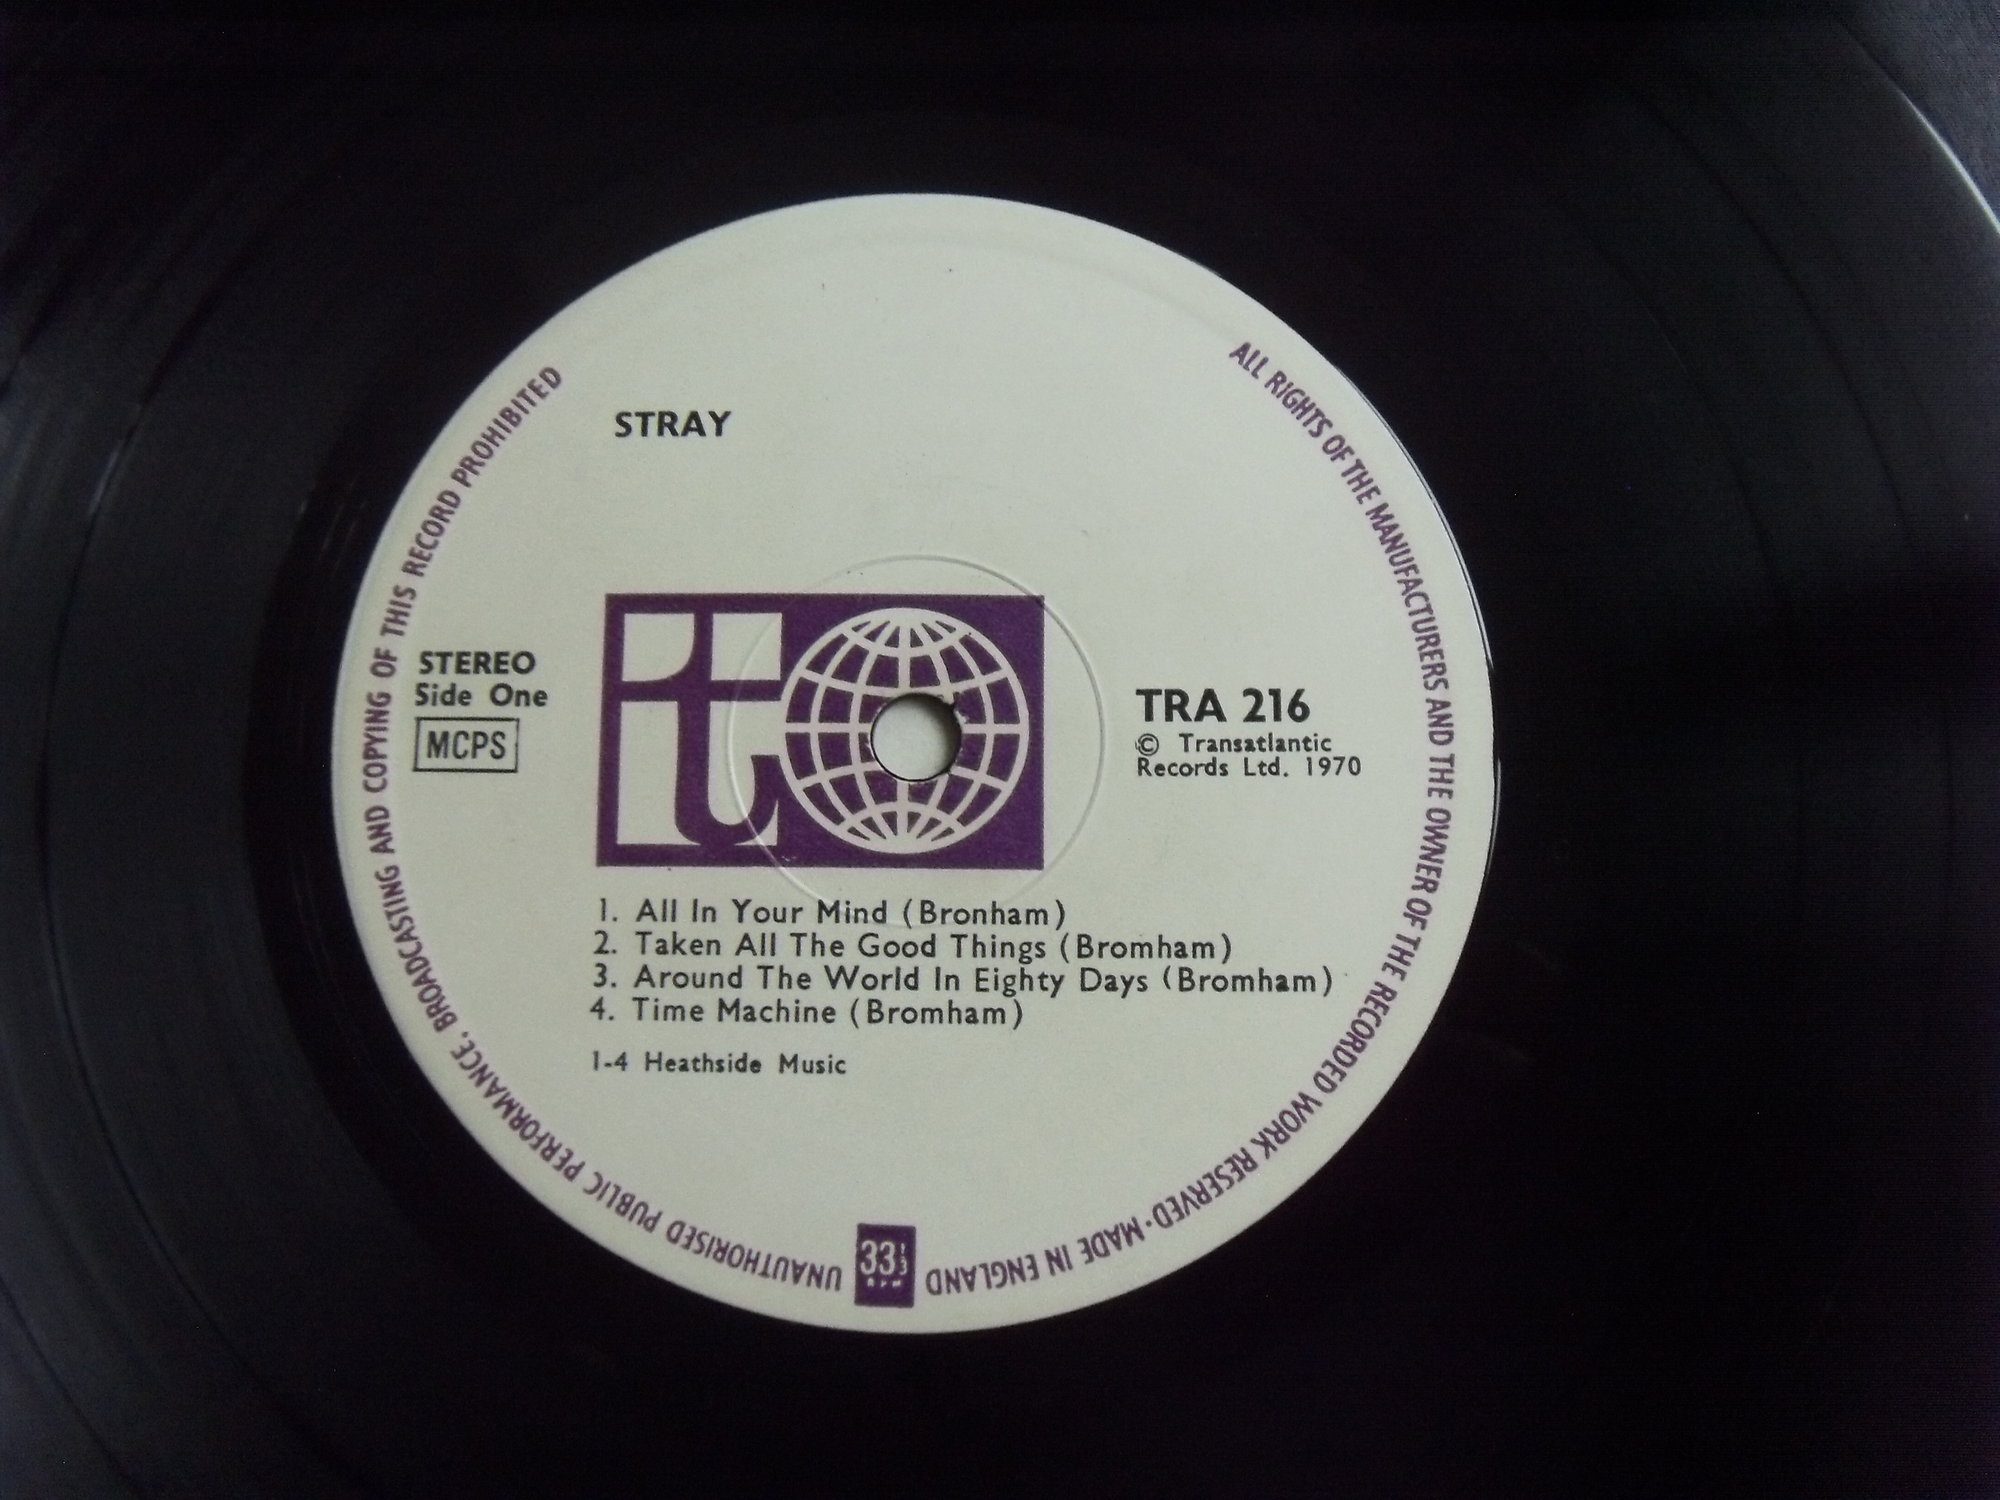 STRAY
STEREO
Side One
MCPS
it
TRA 216
© Transatlantic
Records Ltd. 1970
1. All In Your Mind (Bronham)
2. Taken All The Good Things (Bromham)
3. Around The World In Eighty Days (Bromham)
4. Time Machine (Bromham)
1-4 Heathside Music
ALL RIGHTS OF THE MANUFACTURERS AND THE OWNER OF THE RECORDED WORK RESERVED · MADE IN ENGLAND
33⅓
RPM
UNAUTHORISED PUBLIC PERFORMANCE, BROADCASTING AND COPYING OF THIS RECORD PROHIBITED